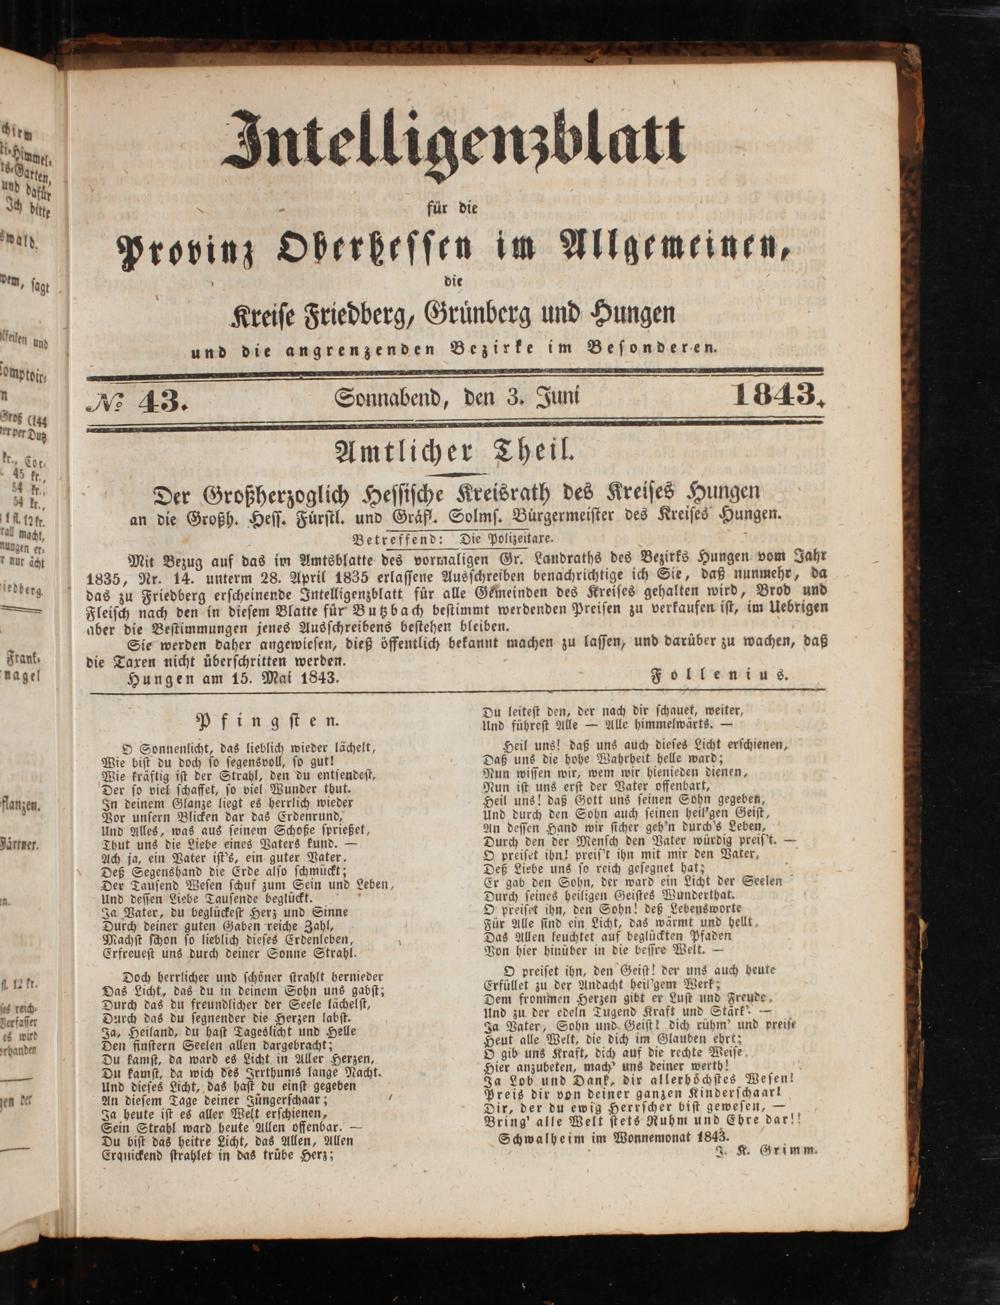 Intelligenzblatt
für die
Provinz Oberhessen im Allgemeinen,
die
Kreise Friedberg, Grünberg und Hungen
und die angrenzenden Bezirke im Besonderen.
№ 43.
Sonnabend, den 3. Juni
1843.
Amtlicher Theil.
Der Großherzoglich Hessische Kreisrath des Kreises Hungen
an die Großh. Hess. Fürstl. und Gräfl. Solms. Bürgermeister des Kreises Hungen.
Betreffend: Die Polizeitaxe.
Mit Bezug auf das im Amtsblatte des vormaligen Gr. Landraths des Bezirks Hungen vom Jahr
1835, Nr. 14. unterm 28. April 1835 erlassene Ausschreiben benachrichtige ich Sie, daß nunmehr, da
das zu Friedberg erscheinende Intelligenzblatt für alle Gemeinden des Kreises gehalten wird, Brod und
Fleisch nach den in diesem Blatte für Butzbach bestimmt werdenden Preisen zu verkaufen ist, im Uebrigen
aber die Bestimmungen jenes Ausschreibens bestehen bleiben.
Sie werden daher angewiesen, dieß öffentlich bekannt machen zu lassen, und darüber zu wachen, daß
die Taxen nicht überschritten werden.
Hungen am 15. Mai 1843.
Follenius.
Pfingsten.
O Sonnenlicht, das lieblich wieder lächelt,
Wie bist du doch so segensvoll, so gut!
Wie kräftig ist der Strahl, den du entsendest,
Der so viel schaffet, so viel Wunder thut.
In deinem Glanze liegt es herrlich wieder
Vor unsern Blicken dar das Erdenrund,
Und Alles, was aus seinem Schoße sprießet,
Thut uns die Liebe eines Vaters kund. —
Ach ja, ein Vater ist's, ein guter Vater,
Deß Segenshand die Erde also schmückt;
Der Tausend Wesen schuf zum Sein und Leben,
Und dessen Liebe Tausende beglückt.
Ja Vater, du beglückest Herz und Sinne
Durch deiner guten Gaben reiche Zahl,
Machst schon so lieblich dieses Erdenleben,
Erfreuest uns durch deiner Sonne Strahl.
Doch herrlicher und schöner strahlt hernieder
Das Licht, das du in deinem Sohn uns gabst;
Durch das du freundlicher der Seele lächelst,
Durch das du segnender die Herzen labst.
Ja, Heiland, du hast Tageslicht und Helle
Den finstern Seelen allen dargebracht;
Du kamst, da ward es Licht in Aller Herzen,
Du kamst, da wich des Irrthums lange Nacht.
Und dieses Licht, das hast du einst gegeben
An diesem Tage deiner Jüngerschaar;
Ja heute ist es aller Welt erschienen,
Sein Strahl ward heute Allen offenbar. —
Du bist das heitre Licht, das Allen, Allen
Erquickend strahlet in das trübe Herz;
Du leitest den, der nach dir schauet, weiter,
Und führest Alle — Alle himmelwärts. —
Heil uns! daß uns auch dieses Licht erschienen,
Daß uns die hohe Wahrheit helle ward;
Nun wissen wir, wem wir hienieden dienen,
Nun ist uns erst der Vater offenbart,
Heil uns! daß Gott uns seinen Sohn gegeben,
Und durch den Sohn auch seinen heil'gen Geist,
An dessen Hand wir sicher geh'n durch's Leben,
Durch den der Mensch den Vater würdig preis't. —
O preiset ihn! preis't ihn mit mir den Vater,
Deß Liebe uns so reich gesegnet hat;
Er gab den Sohn, der ward ein Licht der Seelen
Durch seines heiligen Geistes Wunderthat.
O preiset ihn, den Sohn! deß Lebensworte
Für Alle sind ein Licht, das wärmt und hellt,
Das Allen leuchtet auf beglückten Pfaden
Von hier hinüber in die bessre Welt. —
O preiset ihn, den Geist! der uns auch heute
Erfüllet zu der Andacht heil'gem Werk;
Dem frommen Herzen gibt er Lust und Freude,
Und zu der edeln Tugend Kraft und Stärk'. —
Ja Vater, Sohn und Geist! dich rühm' und preise
Heut alle Welt, die dich im Glauben ehrt;
O gib uns Kraft, dich auf die rechte Weise
Hier anzubeten, mach' uns deiner werth!
Ja Lob und Dank, dir allerhöchstes Wesen!
Preis dir von deiner ganzen Kinderschaar!
Dir, der du ewig Herrscher bist gewesen, —
Bring' alle Welt stets Ruhm und Ehre dar!!
Schwalheim im Wonnemonat 1843.
J. K. Grimm.